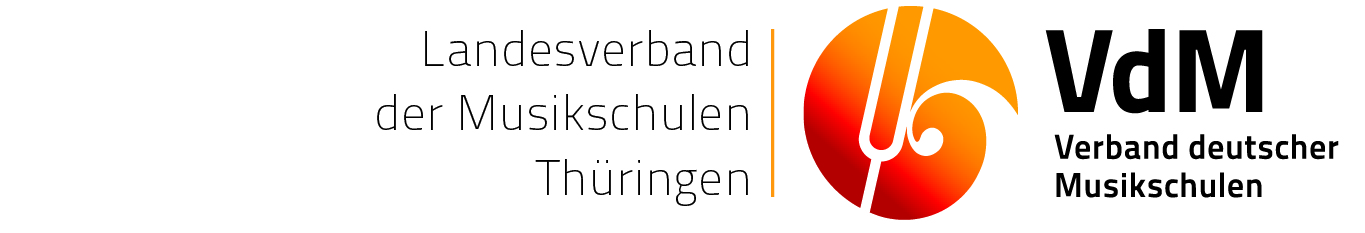 Landesverband
der Musikschulen
Thüringen
VdM
Verband deutscher
Musikschulen